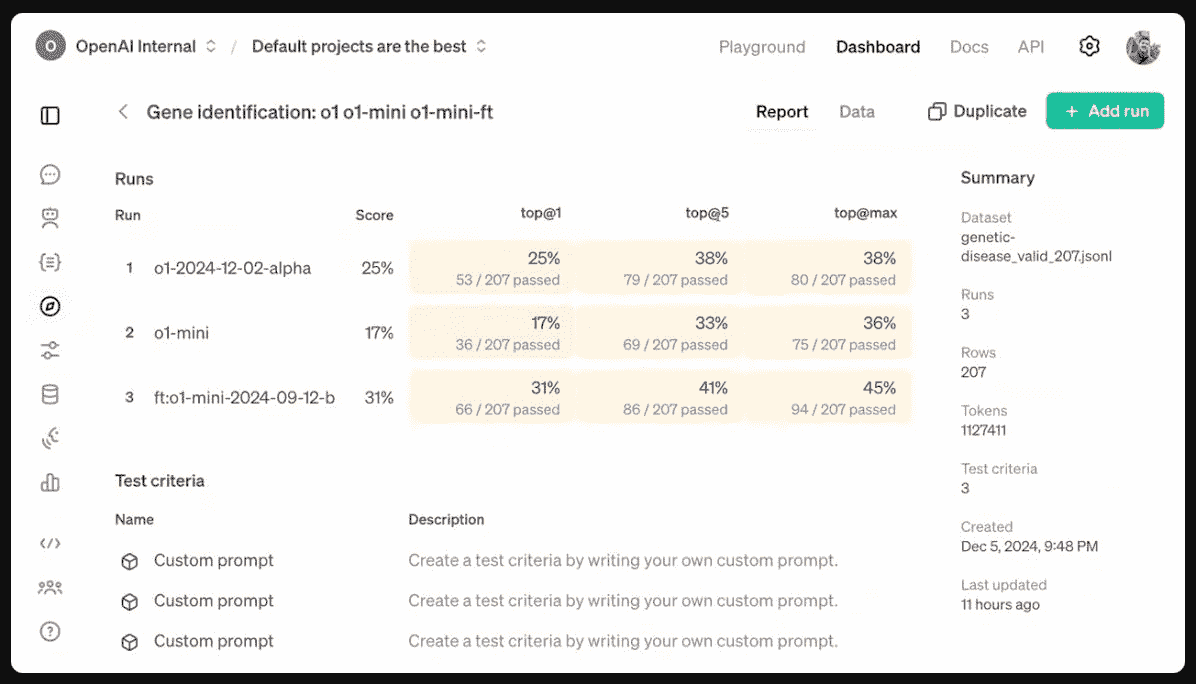 O OpenAI Internal / Default projects are the best
Playground Dashboard Docs API
Gene identification: o1 o1-mini o1-mini-ft
Report Data Duplicate + Add run
Runs
Run Score top@1 top@5 top@max
1 o1-2024-12-02-alpha 25% 25% 38% 38%
53 / 207 passed 79 / 207 passed 80 / 207 passed
2 o1-mini 17% 17% 33% 36%
36 / 207 passed 69 / 207 passed 75 / 207 passed
3 ft:o1-mini-2024-09-12-b 31% 31% 41% 45%
66 / 207 passed 86 / 207 passed 94 / 207 passed
Test criteria
Name Description
Custom prompt Create a test criteria by writing your own custom prompt.
Custom prompt Create a test criteria by writing your own custom prompt.
Custom prompt Create a test criteria by writing your own custom prompt.
Summary
Dataset
genetic-
disease_valid_207.jsonl
Runs
3
Rows
207
Tokens
1127411
Test criteria
3
Created
Dec 5, 2024, 9:48 PM
Last updated
11 hours ago